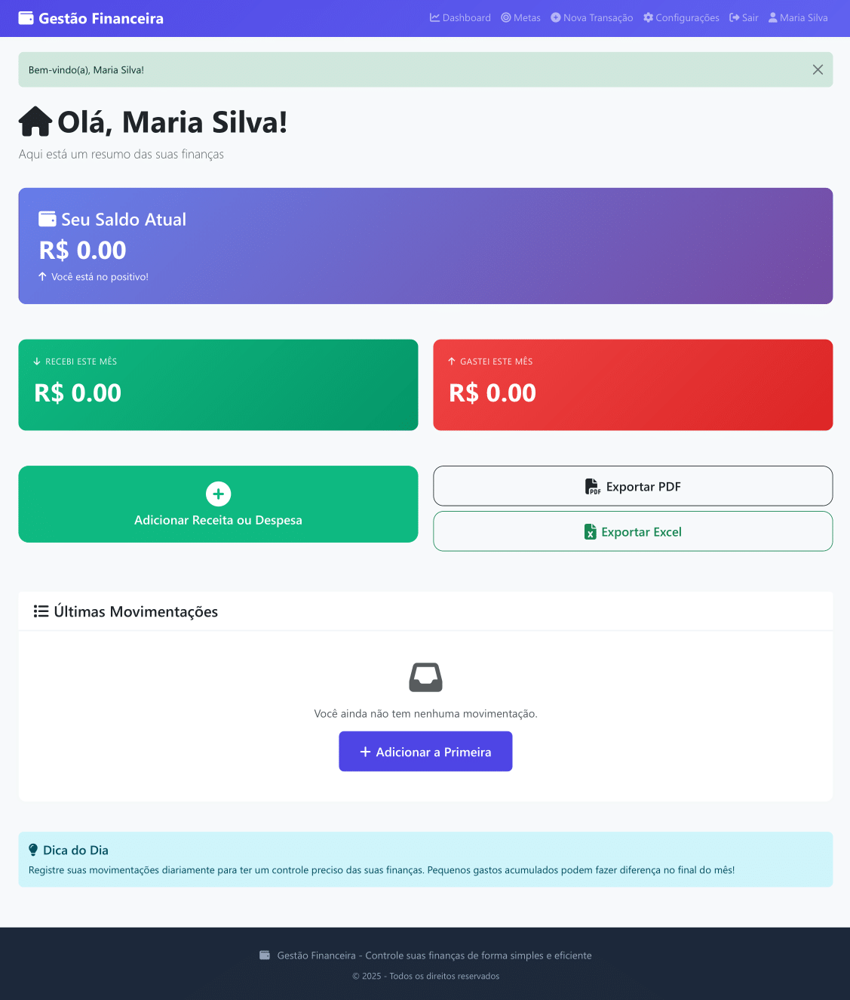 Gestão Financeira
Dashboard Metas Nova Transação Configurações Sair Maria Silva
Bem-vindo(a), Maria Silva!
Olá, Maria Silva!
Aqui está um resumo das suas finanças
Seu Saldo Atual
R$ 0.00
Você está no positivo!
RECEBI ESTE MÊS
R$ 0.00
GASTEI ESTE MÊS
R$ 0.00
Adicionar Receita ou Despesa
PDF Exportar PDF
X Exportar Excel
Últimas Movimentações
Você ainda não tem nenhuma movimentação.
Adicionar a Primeira
Dica do Dia
Registre suas movimentações diariamente para ter um controle preciso das suas finanças. Pequenos gastos acumulados podem fazer diferença no final do mês!
Gestão Financeira - Controle suas finanças de forma simples e eficiente
© 2025 - Todos os direitos reservados